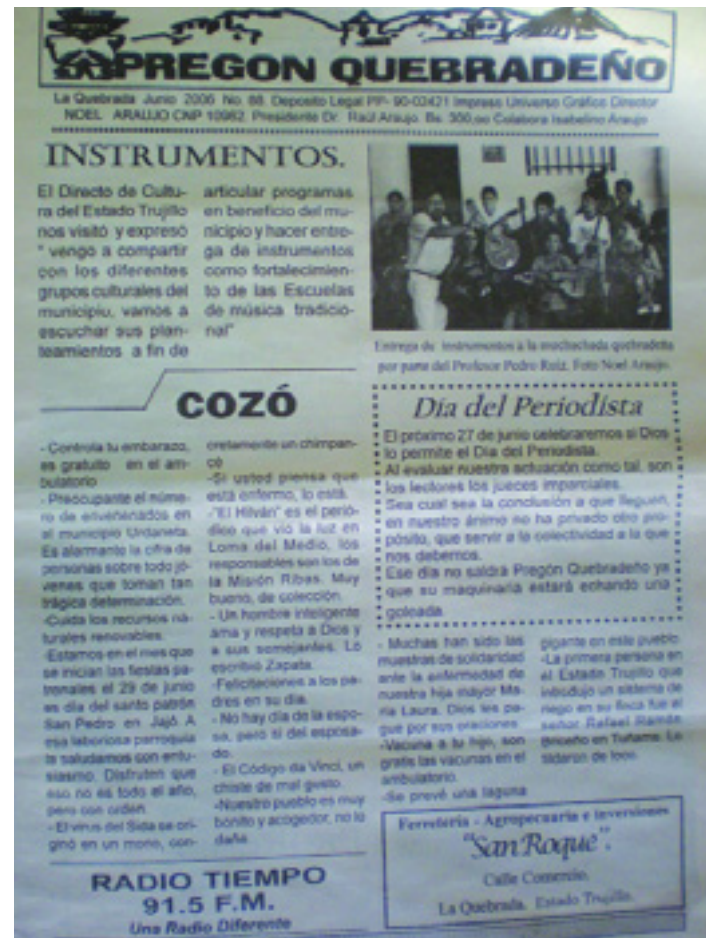 PREGON QUEBRADEÑO
La Quebrada Junio 2006 No. 88. Deposito Legal PP- 90-02421 Impreso Universo Gráfico Director
NOEL ARAUJO CNP 10982. Presidente Dr. Raúl Araujo. Bs. 300,oo Colabora Isabelino Araujo
INSTRUMENTOS.
El Directo de Cultu-
ra del Estado Trujillo
nos visitó y expresó
" vengo a compartir
con los diferentes
grupos culturales del
municipiu, vamos a
escuchar sus plan-
teamientos a fin de
articular programas
en beneficio del mu-
nicipio y hacer entre-
ga de instrumentos
como fortalecimien-
to de las Escuelas
de música tradicio-
nal"
Entrega de instrumentos a la muchachada quebradeña
por parte del Profesor Pedro Ruiz. Foto Noel Araujo.
COZÓ
- Controla tu embarazo,
es gratuito en el am-
bulatorio
- Preocupante el núme-
ro de envenenados en
el municipio Urdaneta.
Es alarmante la cifra de
personas sobre todo jó-
venes que toman tan
trágica determinación.
-Cuida los recursos na-
turales renovables.
-Estamos en el mes que
se inician las fiestas pa-
tronales el 29 de junio
es día del santo patrón
San Pedro en Jajó A
esa laboriosa parroquia
la saludamos con entu-
siasmo. Disfruten que
eso no es todo el año,
pero con orden.
- El virus del Sida se ori-
ginó en un mono, con-
cretamente un chimpan-
cé
-Si usted piensa que
está enfermo, lo está.
-"El Hilván" es el perió-
dico que vió la luz en
Loma del Medio, los
responsables son los de
la Misión Ribas. Muy
bueno, de colección.
- Un hombre inteligente
ama y respeta a Dios y
a sus semejantes. Lo
escribió Zapata.
-Felicitaciones a los pa-
dres en su día.
- No hay día de la espo-
sa, pero si del esposa-
do.
- El Código da Vinci, un
chiste de mal gusto.
-Nuestro pueblo es muy
bonito y acogedor, no lo
daña.
Día del Periodista
El próximo 27 de junio celebraremos si Dios
lo permite el Día del Periodista.
Al evaluar nuestra actuación como tal, son
los lectores los jueces imparciales.
Sea cual sea la conclusión a que lleguen,
en nuestro ánimo no ha privado otro pro-
pósito, que servir a la colectividad a la que
nos debemos.
Ese día no saldrá Pregón Quebradeño ya
que su maquinaria estará echando una
goleada.
- Muchas han sido las
muestras de solidaridad
ante la enfermedad de
nuestra hija mayor Ma-
ría Laura. Dios les pa-
gue por sus oraciones
-Vacuna a tu hijo, son
gratis las vacunas en el
ambulatorio.
-Se prevé una laguna
gigante en este pueblo
-La primera persona en
el Estado Trujillo que
introdujo un sistema de
riego en su finca fue el
señor Rafael Ramón
Briceño en Tuñame. Lo
tildaron de loco.
RADIO TIEMPO
91.5 F.M.
Una Radio Diferente
Ferretería - Agropecuaria e inversiones
"San Roque".
Calle Comercio.
La Quebrada. Estado Trujillo.